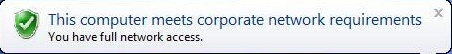 This computer meets corporate network requirements
You have full network access.